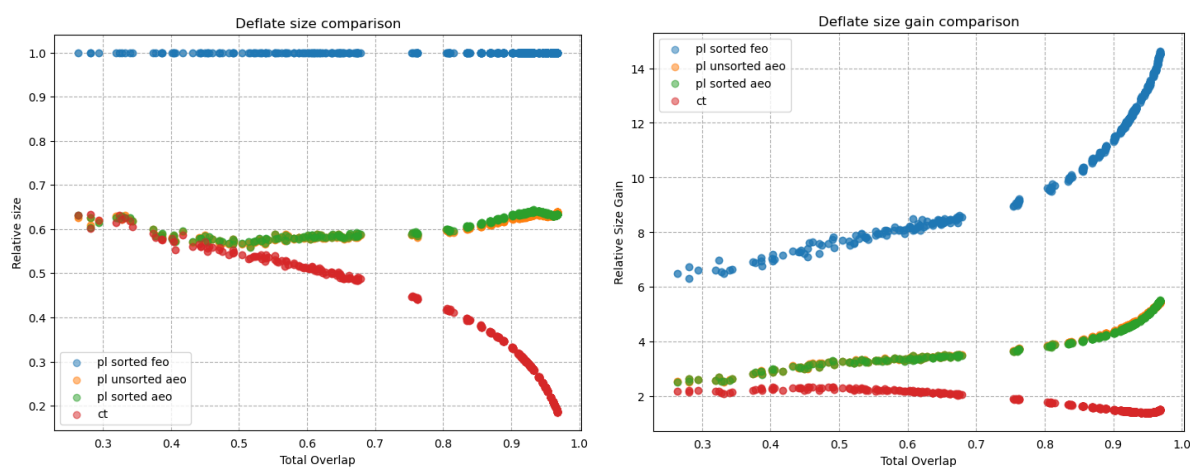 Deflate size comparison
Relative size
1.0
0.9
0.8
0.7
0.6
0.5
0.4
0.3
0.2
pl sorted feo
pl unsorted aeo
pl sorted aeo
ct
0.3 0.4 0.5 0.6 0.7 0.8 0.9 1.0
Total Overlap
Deflate size gain comparison
Relative Size Gain
14
12
10
8
6
4
2
pl sorted feo
pl unsorted aeo
pl sorted aeo
ct
0.3 0.4 0.5 0.6 0.7 0.8 0.9 1.0
Total Overlap